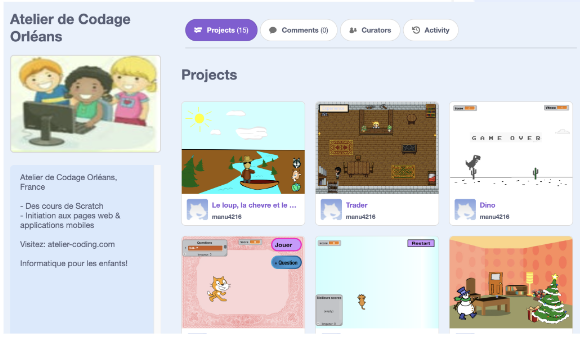 Atelier de Codage
Orléans
Projects (15)
Comments (0)
Curators
Activity
Projects
Atelier de Codage Orléans,
France
- Des cours de Scratch
- Initiation aux pages web &
applications mobiles
Visitez: atelier-coding.com
Informatique pour les enfants!
GAME OVER
Le loup, la chevre et le ...
manu4216
Trader
manu4216
Dino
manu4216
Questions
Jouer
+ Question
Restart